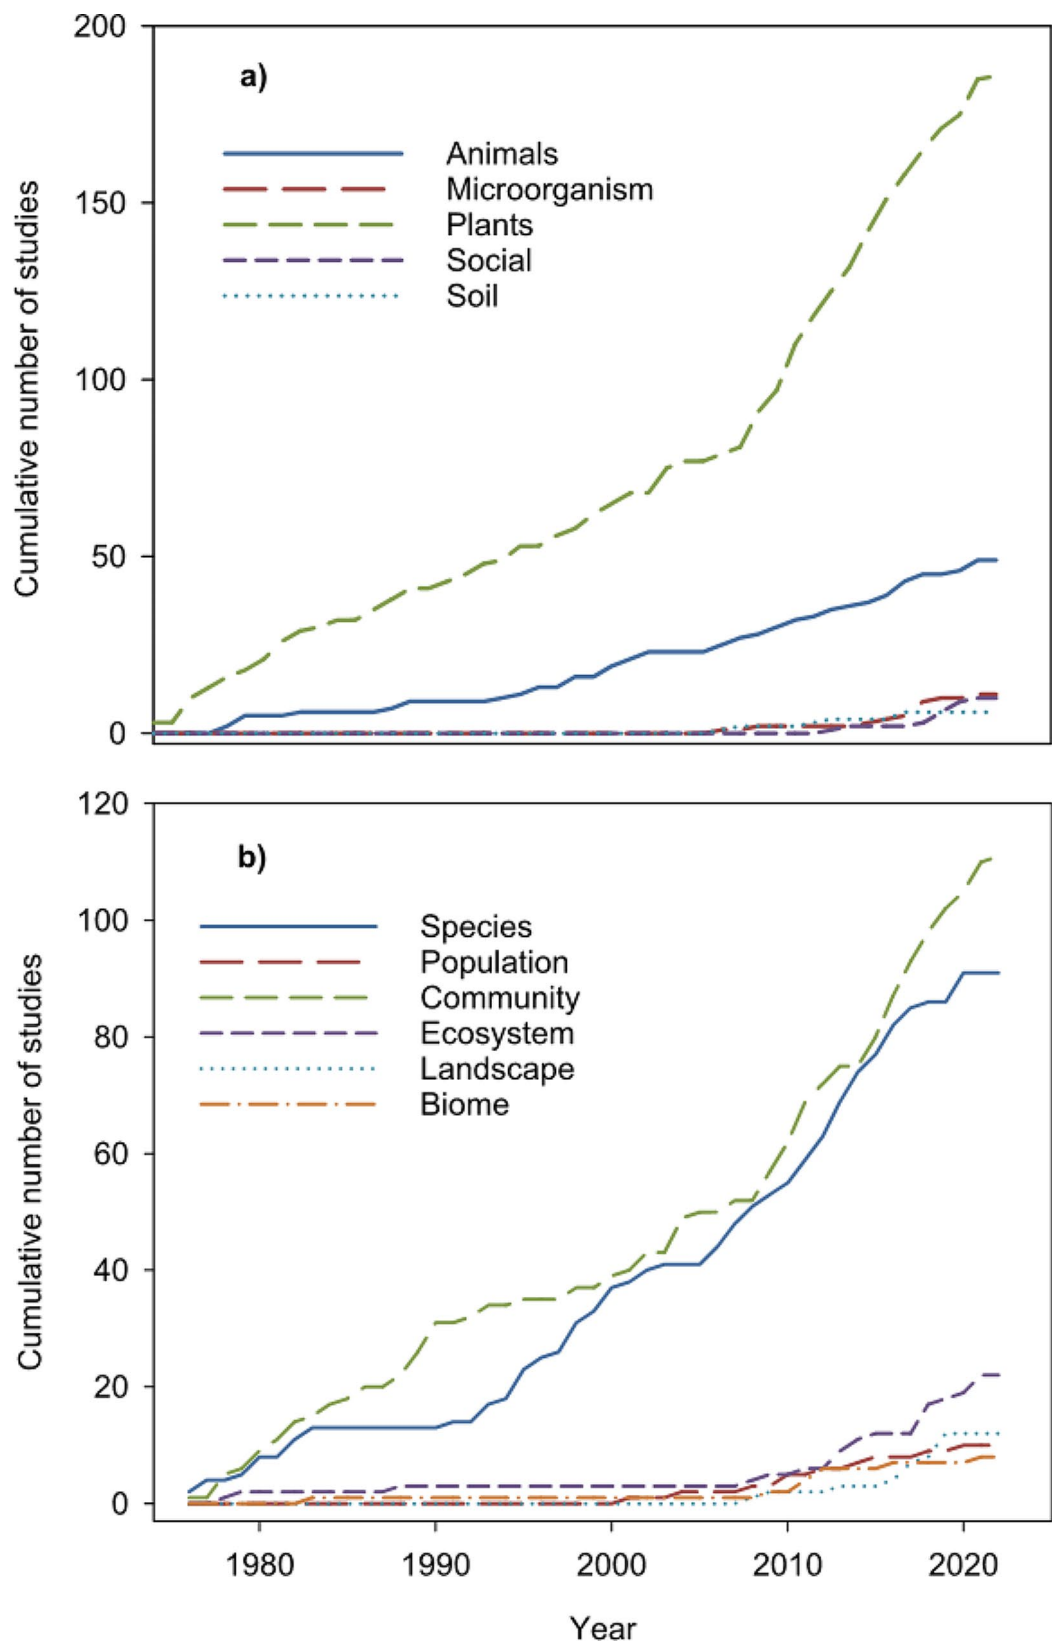 200
a)
Animals
Microorganism
150
Plants
Social
Soil
100
50
0
Cumulative number of studies
120
b)
100
Species
Population
Community
80
Ecosystem
Landscape
Biome
60
40
20
0
Cumulative number of studies
1980 1990 2000 2010 2020
Year